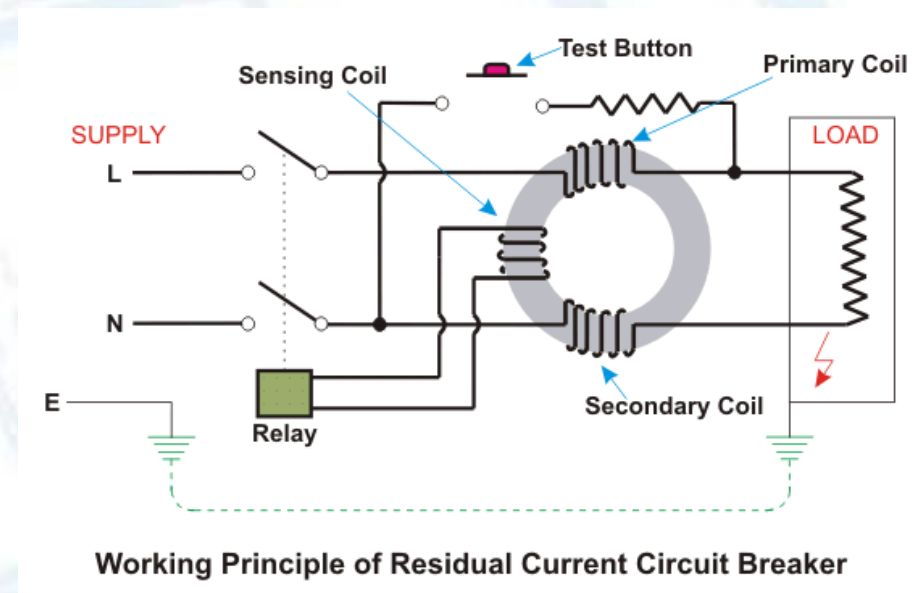 Test Button
Sensing Coil
Primary Coil
SUPPLY
LOAD
L
N
E
Secondary Coil
Relay
Working Principle of Residual Current Circuit Breaker